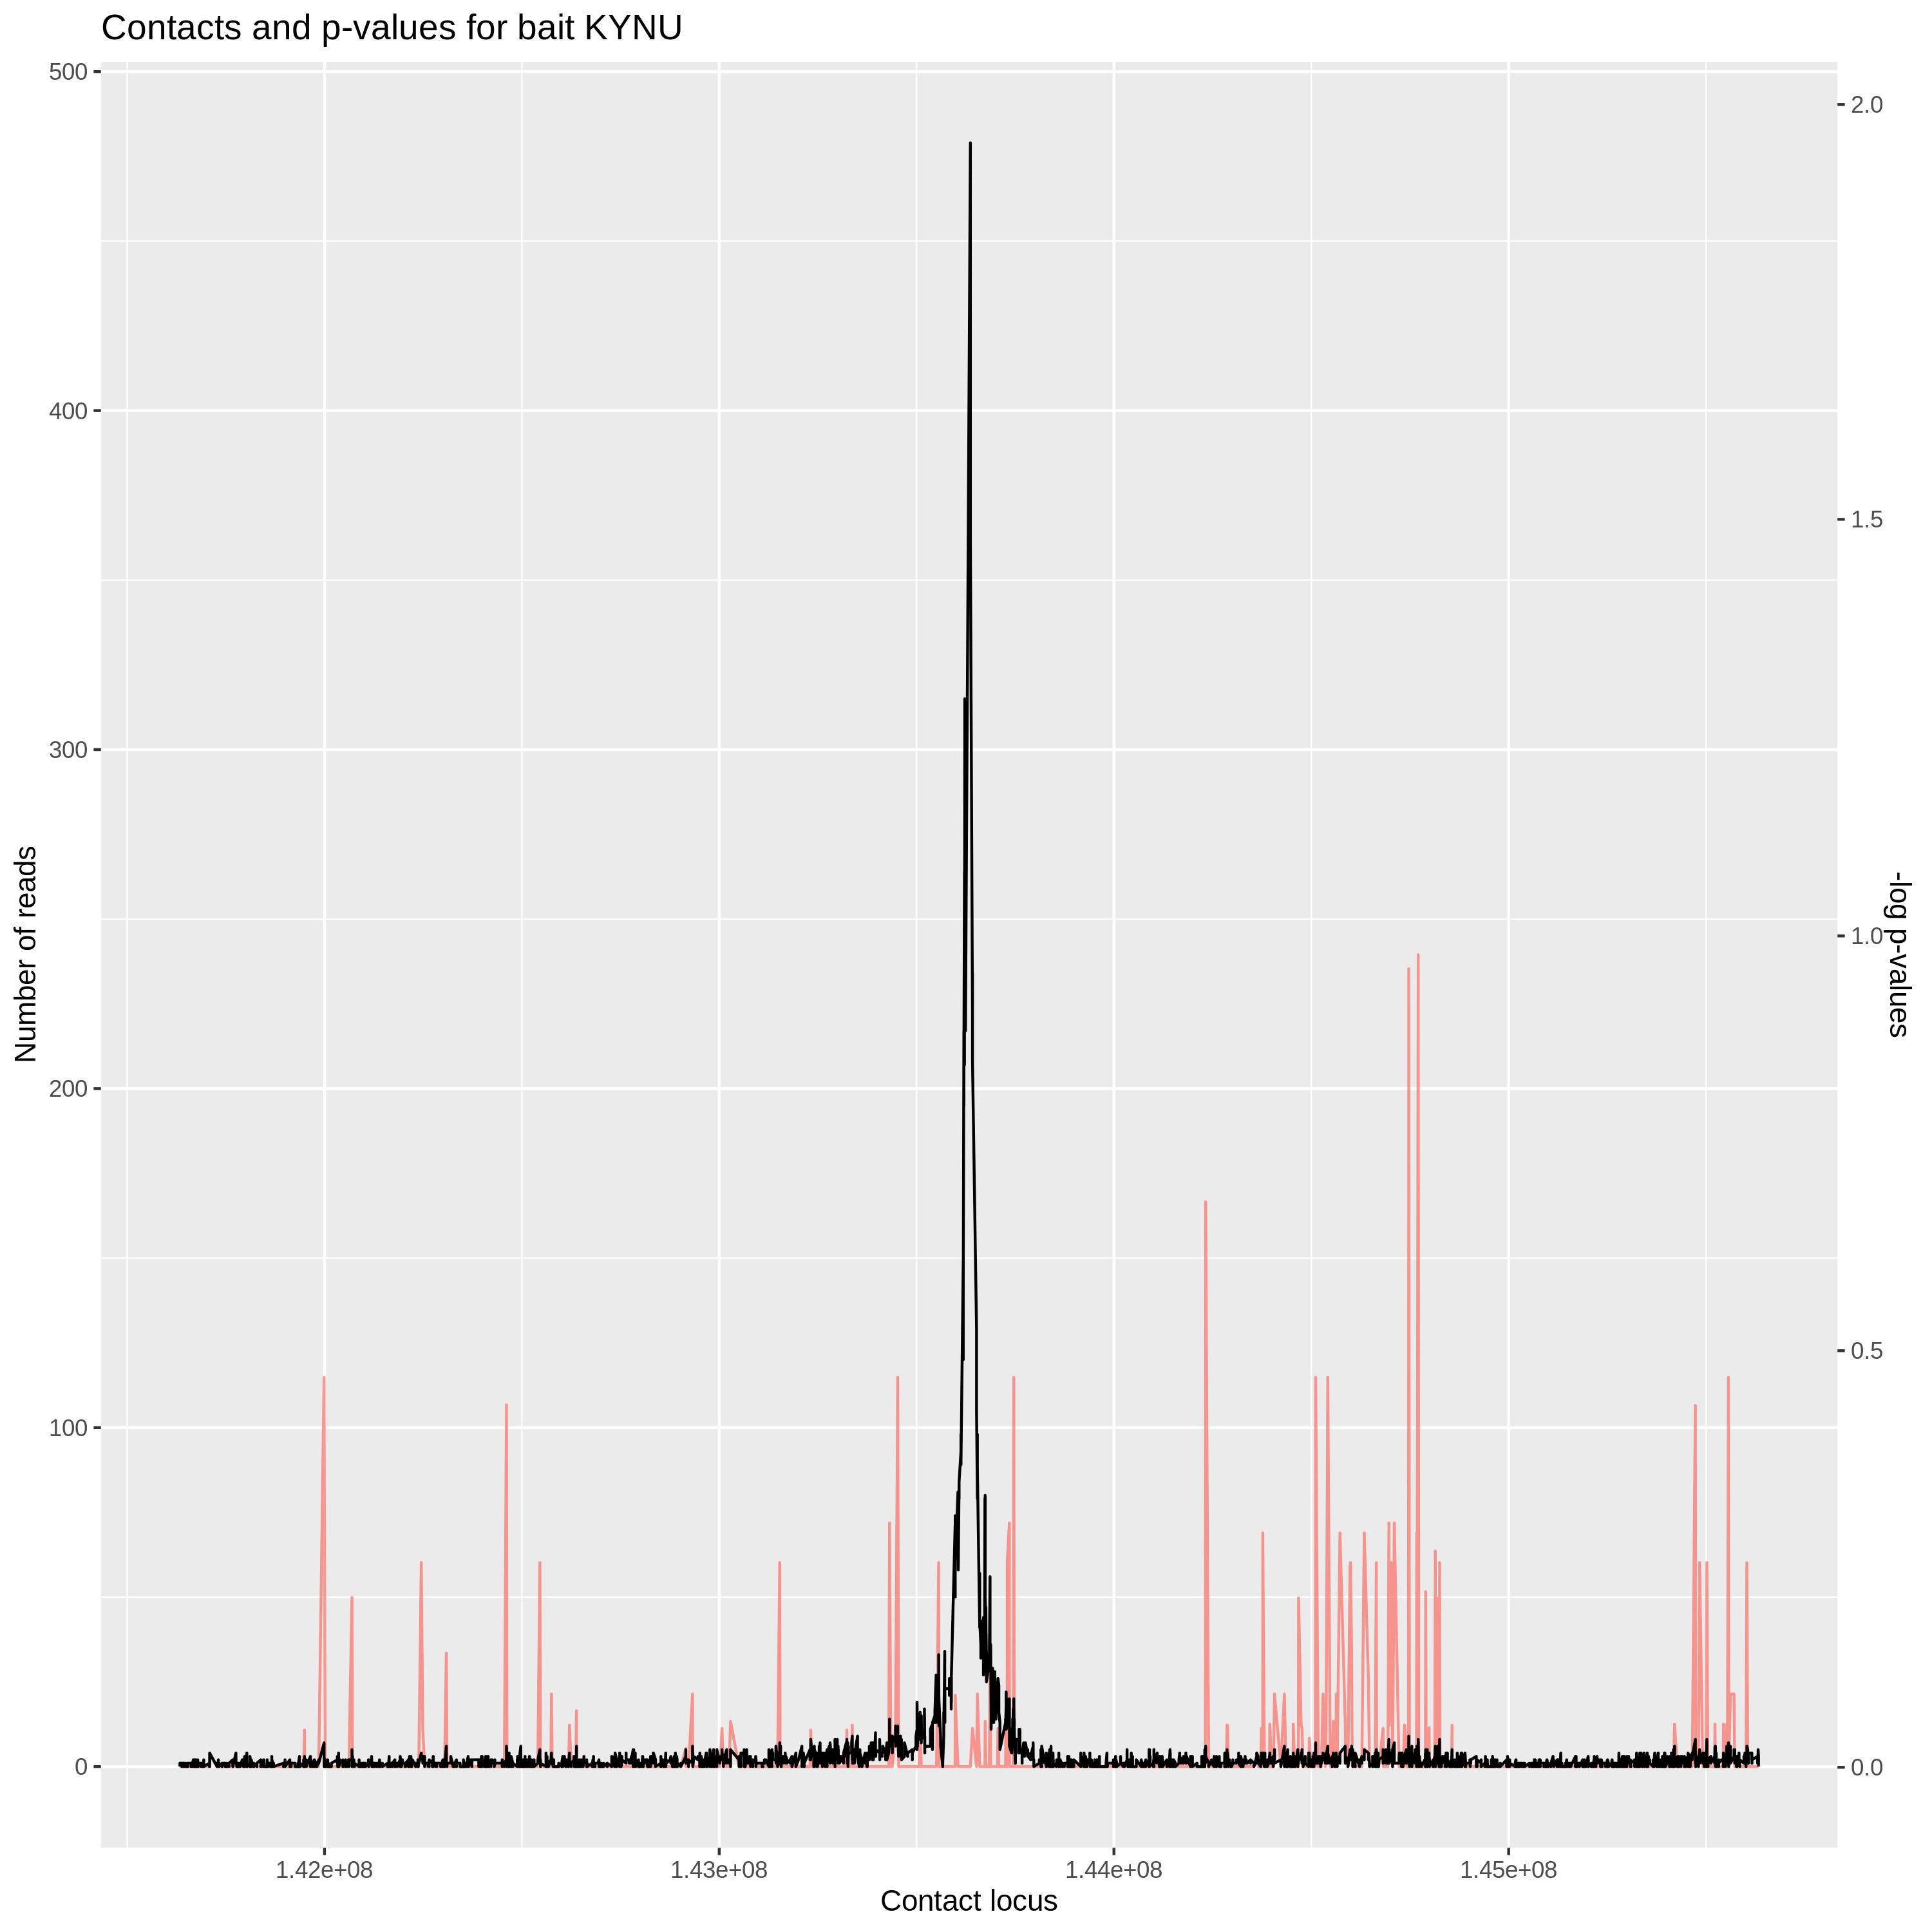 Contacts and p-values for bait KYNU
500
400
300
200
100
0
Number of reads
2.0
1.5
1.0
0.5
0.0
-log p-values
1.42e+08
1.43e+08
1.44e+08
1.45e+08
Contact locus